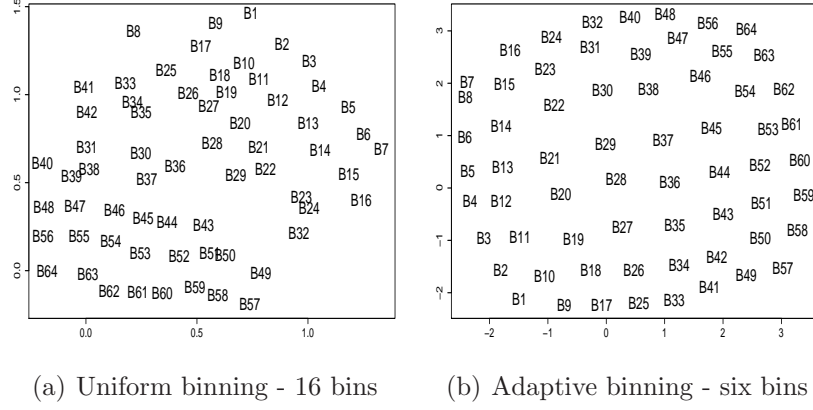 1.5
1.0
0.5
0.0
B1
B9
B8
B17
B2
B10
B3
B25
B18
B11
B33
B41
B4
B26
B19
B34
B12
B27
B5
B42
B35
B20
B13
B6
B28
B71
B30
B21
B14
B7
B40
B38
B36
B22
B39
B37
B29
B15
B23
B16
B48
B47
B46
B24
B45
B44
B43
B32
B56
B55
B54
B53
B52
B51
B50
B64
B63
B49
B62
B61
B60
B59
B58
B57
0.0 0.5 1.0
(a) Uniform binning - 16 bins
3
2
1
0
−1
−2
B32
B40
B48
B56
B64
B24
B31
B47
B16
B39
B55
B63
B23
B46
B7
B15
B30
B38
B54
B62
B8
B22
B14
B45
B53
B61
B6
B29
B37
B21
B60
B5
B13
B28
B36
B34
B52
B59
B4
B12
B20
B51
B43
B27
B35
B58
B3
B11
B19
B50
B42
B2
B10
B18
B26
B34
B49
B57
B41
B1
B9
B17
B25
B33
−2 −1 0 1 2 3
(b) Adaptive binning - six bins